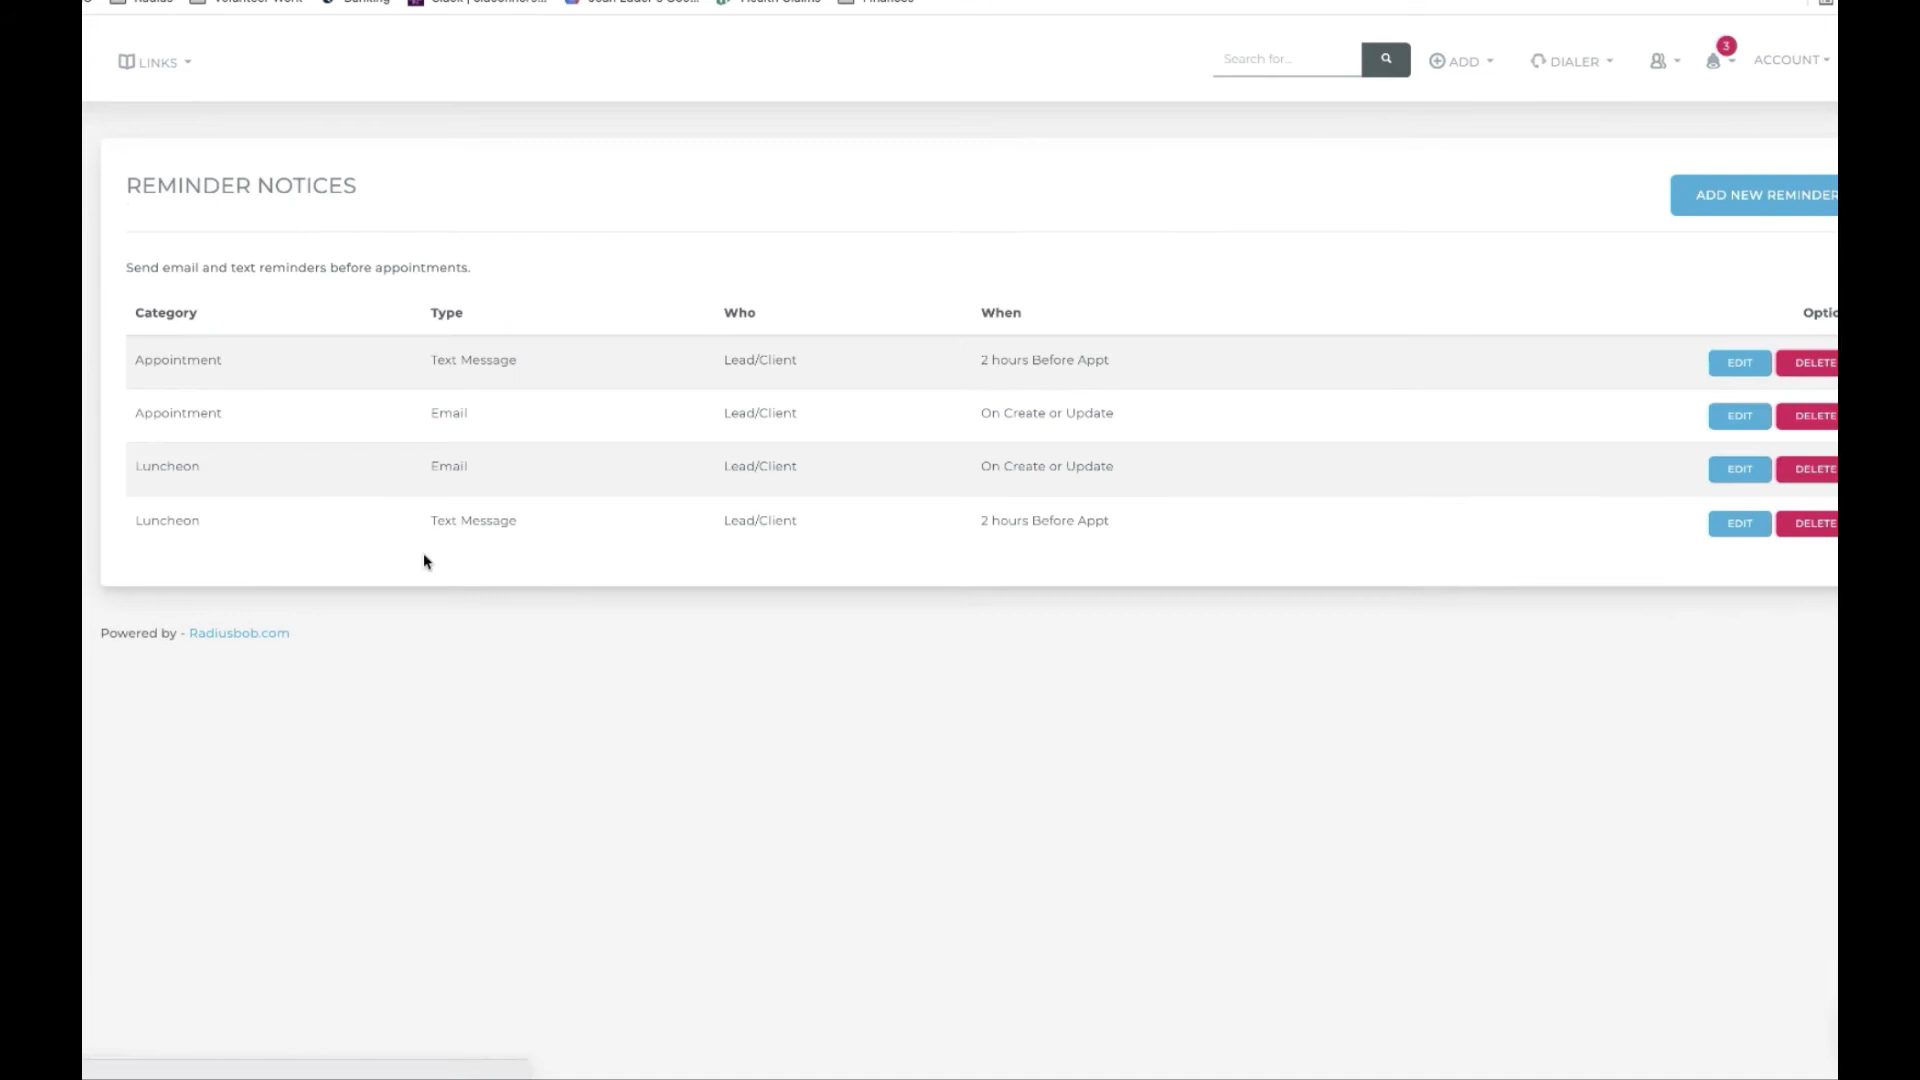 LINKS
Search for...
ADD
DIALER
3
ACCOUNT
REMINDER NOTICES
ADD NEW REMINDER
Send email and text reminders before appointments.
Category Type Who When Optio
Appointment Text Message Lead/Client 2 hours Before Appt EDIT DELETE
Appointment Email Lead/Client On Create or Update EDIT DELETE
Luncheon Email Lead/Client On Create or Update EDIT DELETE
Luncheon Text Message Lead/Client 2 hours Before Appt EDIT DELETE
Powered by - Radiusbob.com